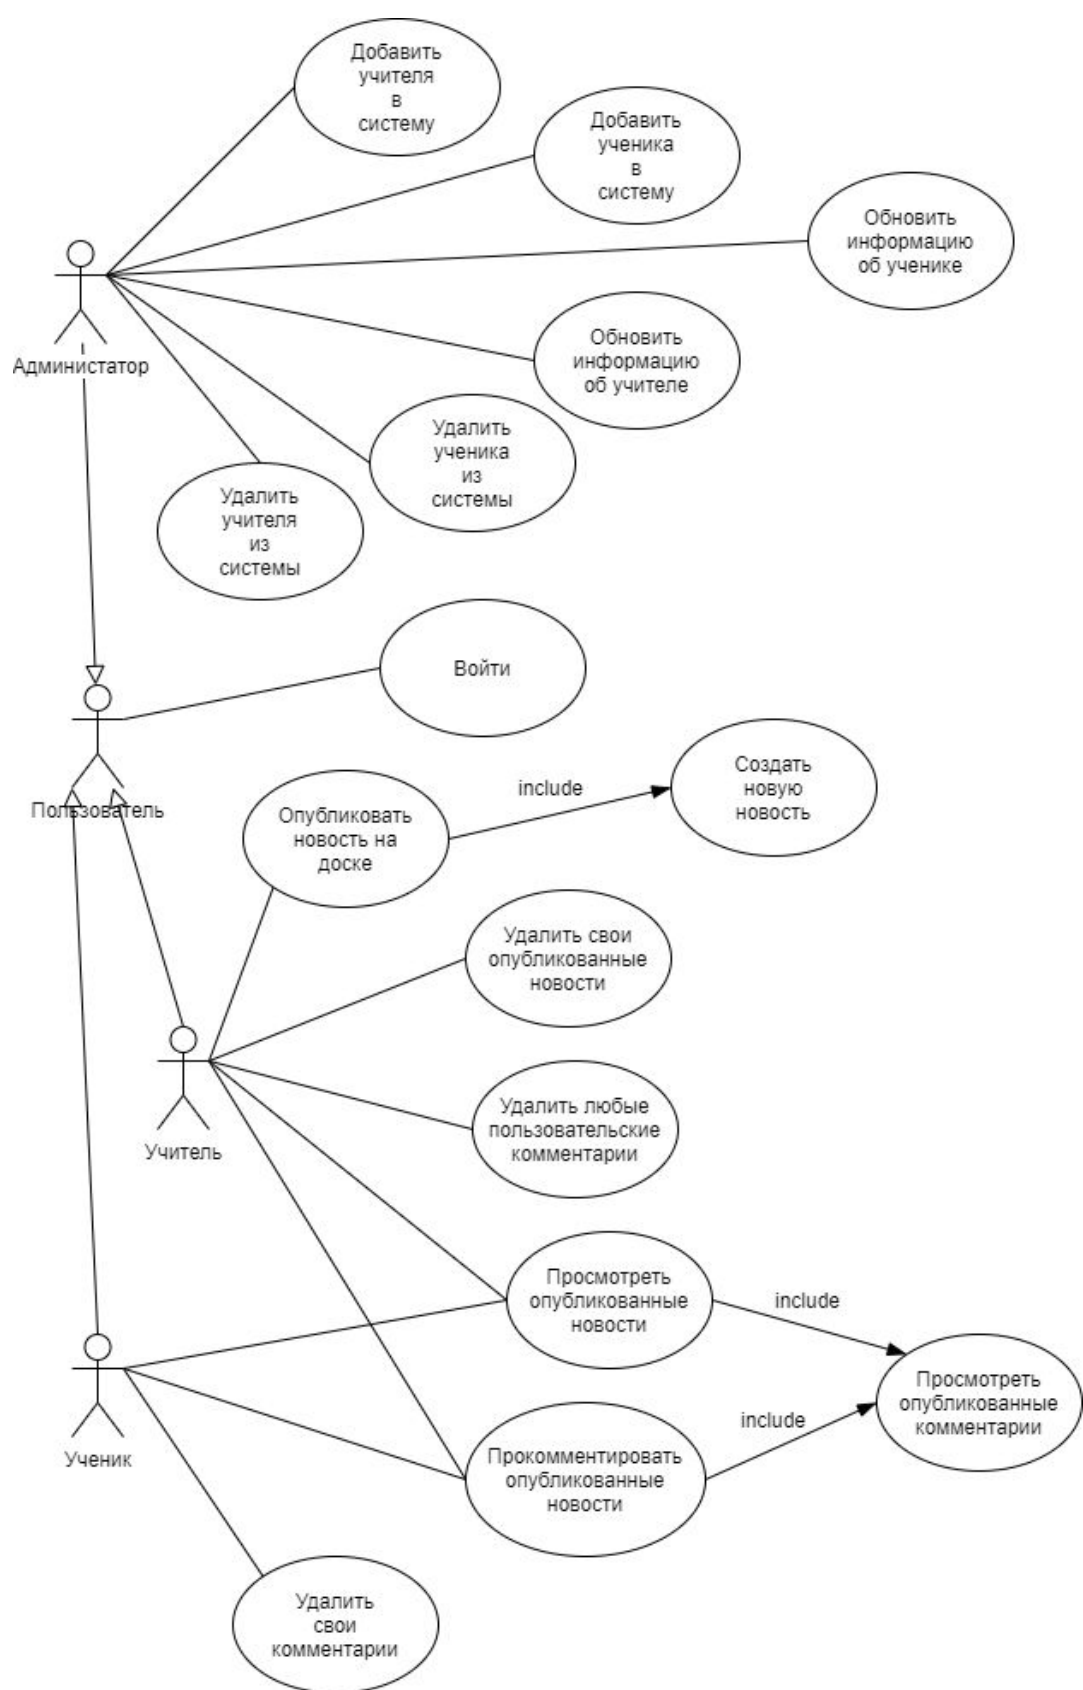 Добавить
учителя
в
систему
Добавить
ученика
в
систему
Обновить
информацию
об ученике
Администатор
Обновить
информацию
об учителе
Удалить
ученика
из
системы
Удалить
учителя
из
системы
Войти
Пользователь
Опубликовать
новость на
доске
include
Создать
новую
новость
Удалить свои
опубликованные
новости
Учитель
Удалить любые
пользовательские
комментарии
Просмотреть
опубликованные
новости
include
Просмотреть
опубликованные
комментарии
Ученик
Прокомментировать
опубликованные
новости
include
Удалить
свои
комментарии